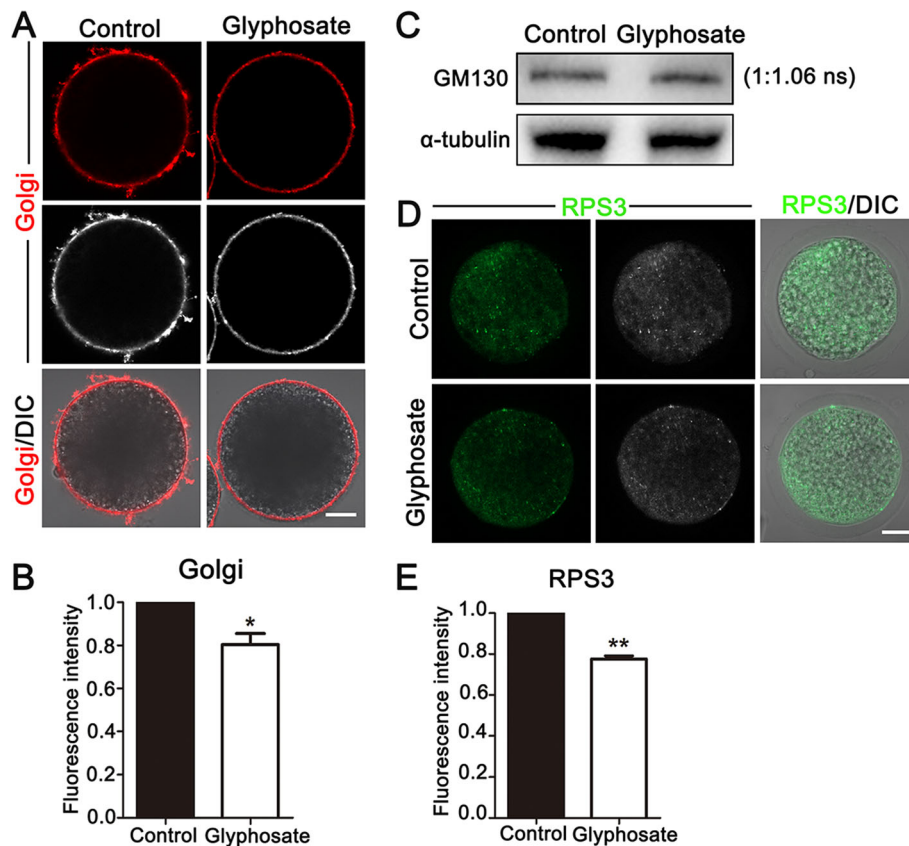 A
Control Glyphosate
Golgi
Golgi/DIC
B
Golgi
Fluorescence intensity
1.0
0.8
0.6
0.4
0.2
0.0
*
Control Glyphosate
C
Control Glyphosate
GM130
(1:1.06 ns)
α-tubulin
D
RPS3
RPS3/DIC
Control
Glyphosate
E
RPS3
Fluorescence intensity
1.0
0.8
0.6
0.4
0.2
0.0
**
Control Glyphosate